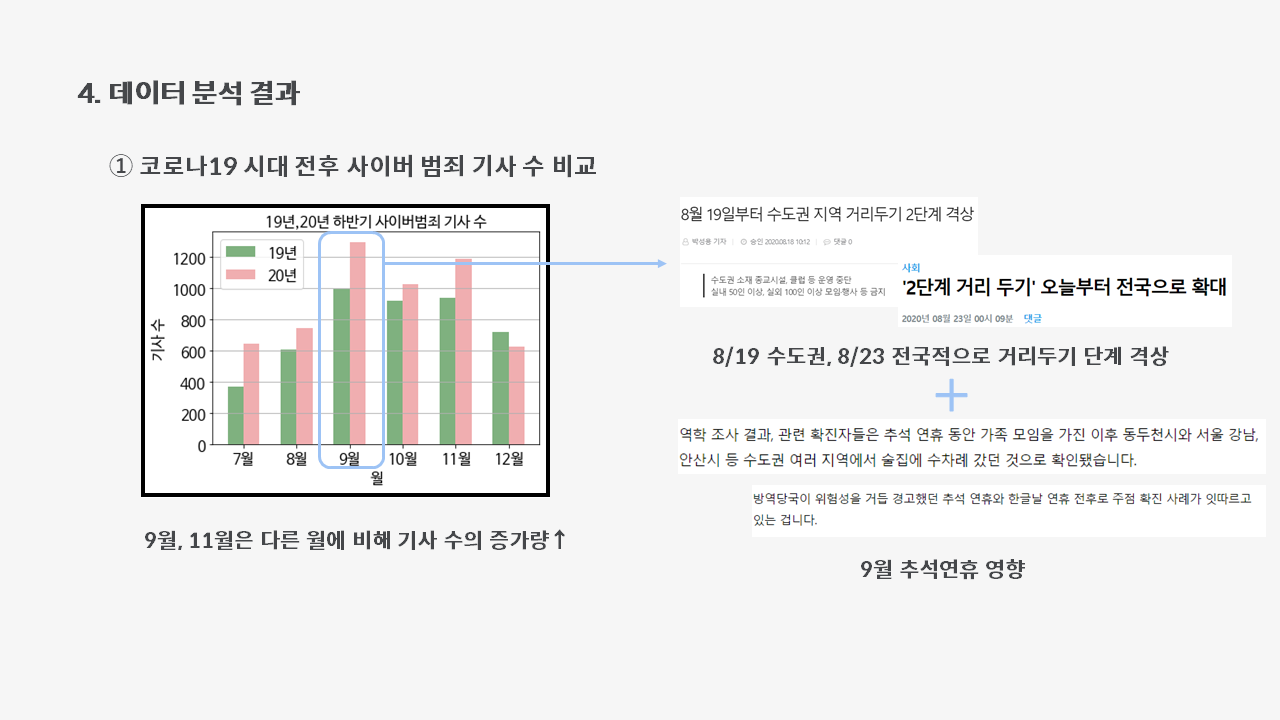 4. 데이터 분석 결과
① 코로나19 시대 전후 사이버 범죄 기사 수 비교
19년,20년 하반기 사이버범죄 기사 수
19년
20년
1200
1000
800
600
400
200
0
기사 수
7월 8월 9월 10월 11월 12월
월
9월, 11월은 다른 월에 비해 기사 수의 증가량↑
8월 19일부터 수도권 지역 거리두기 2단계 격상
박성용 기자 승인 2020.08.18 10:12 댓글 0
수도권 소재 종교시설, 클럽 등 운영 중단
실내 50인 이상, 실외 100인 이상 모임·행사 등 금지
사회
'2단계 거리 두기' 오늘부터 전국으로 확대
2020년 08월 23일 00시 09분 댓글
8/19 수도권, 8/23 전국적으로 거리두기 단계 격상
+
역학 조사 결과, 관련 확진자들은 추석 연휴 동안 가족 모임을 가진 이후 동두천시와 서울 강남,
안산시 등 수도권 여러 지역에서 술집에 수차례 갔던 것으로 확인됐습니다.
방역당국이 위험성을 거듭 경고했던 추석 연휴와 한글날 연휴 전후로 주점 확진 사례가 잇따르고
있는 겁니다.
9월 추석연휴 영향